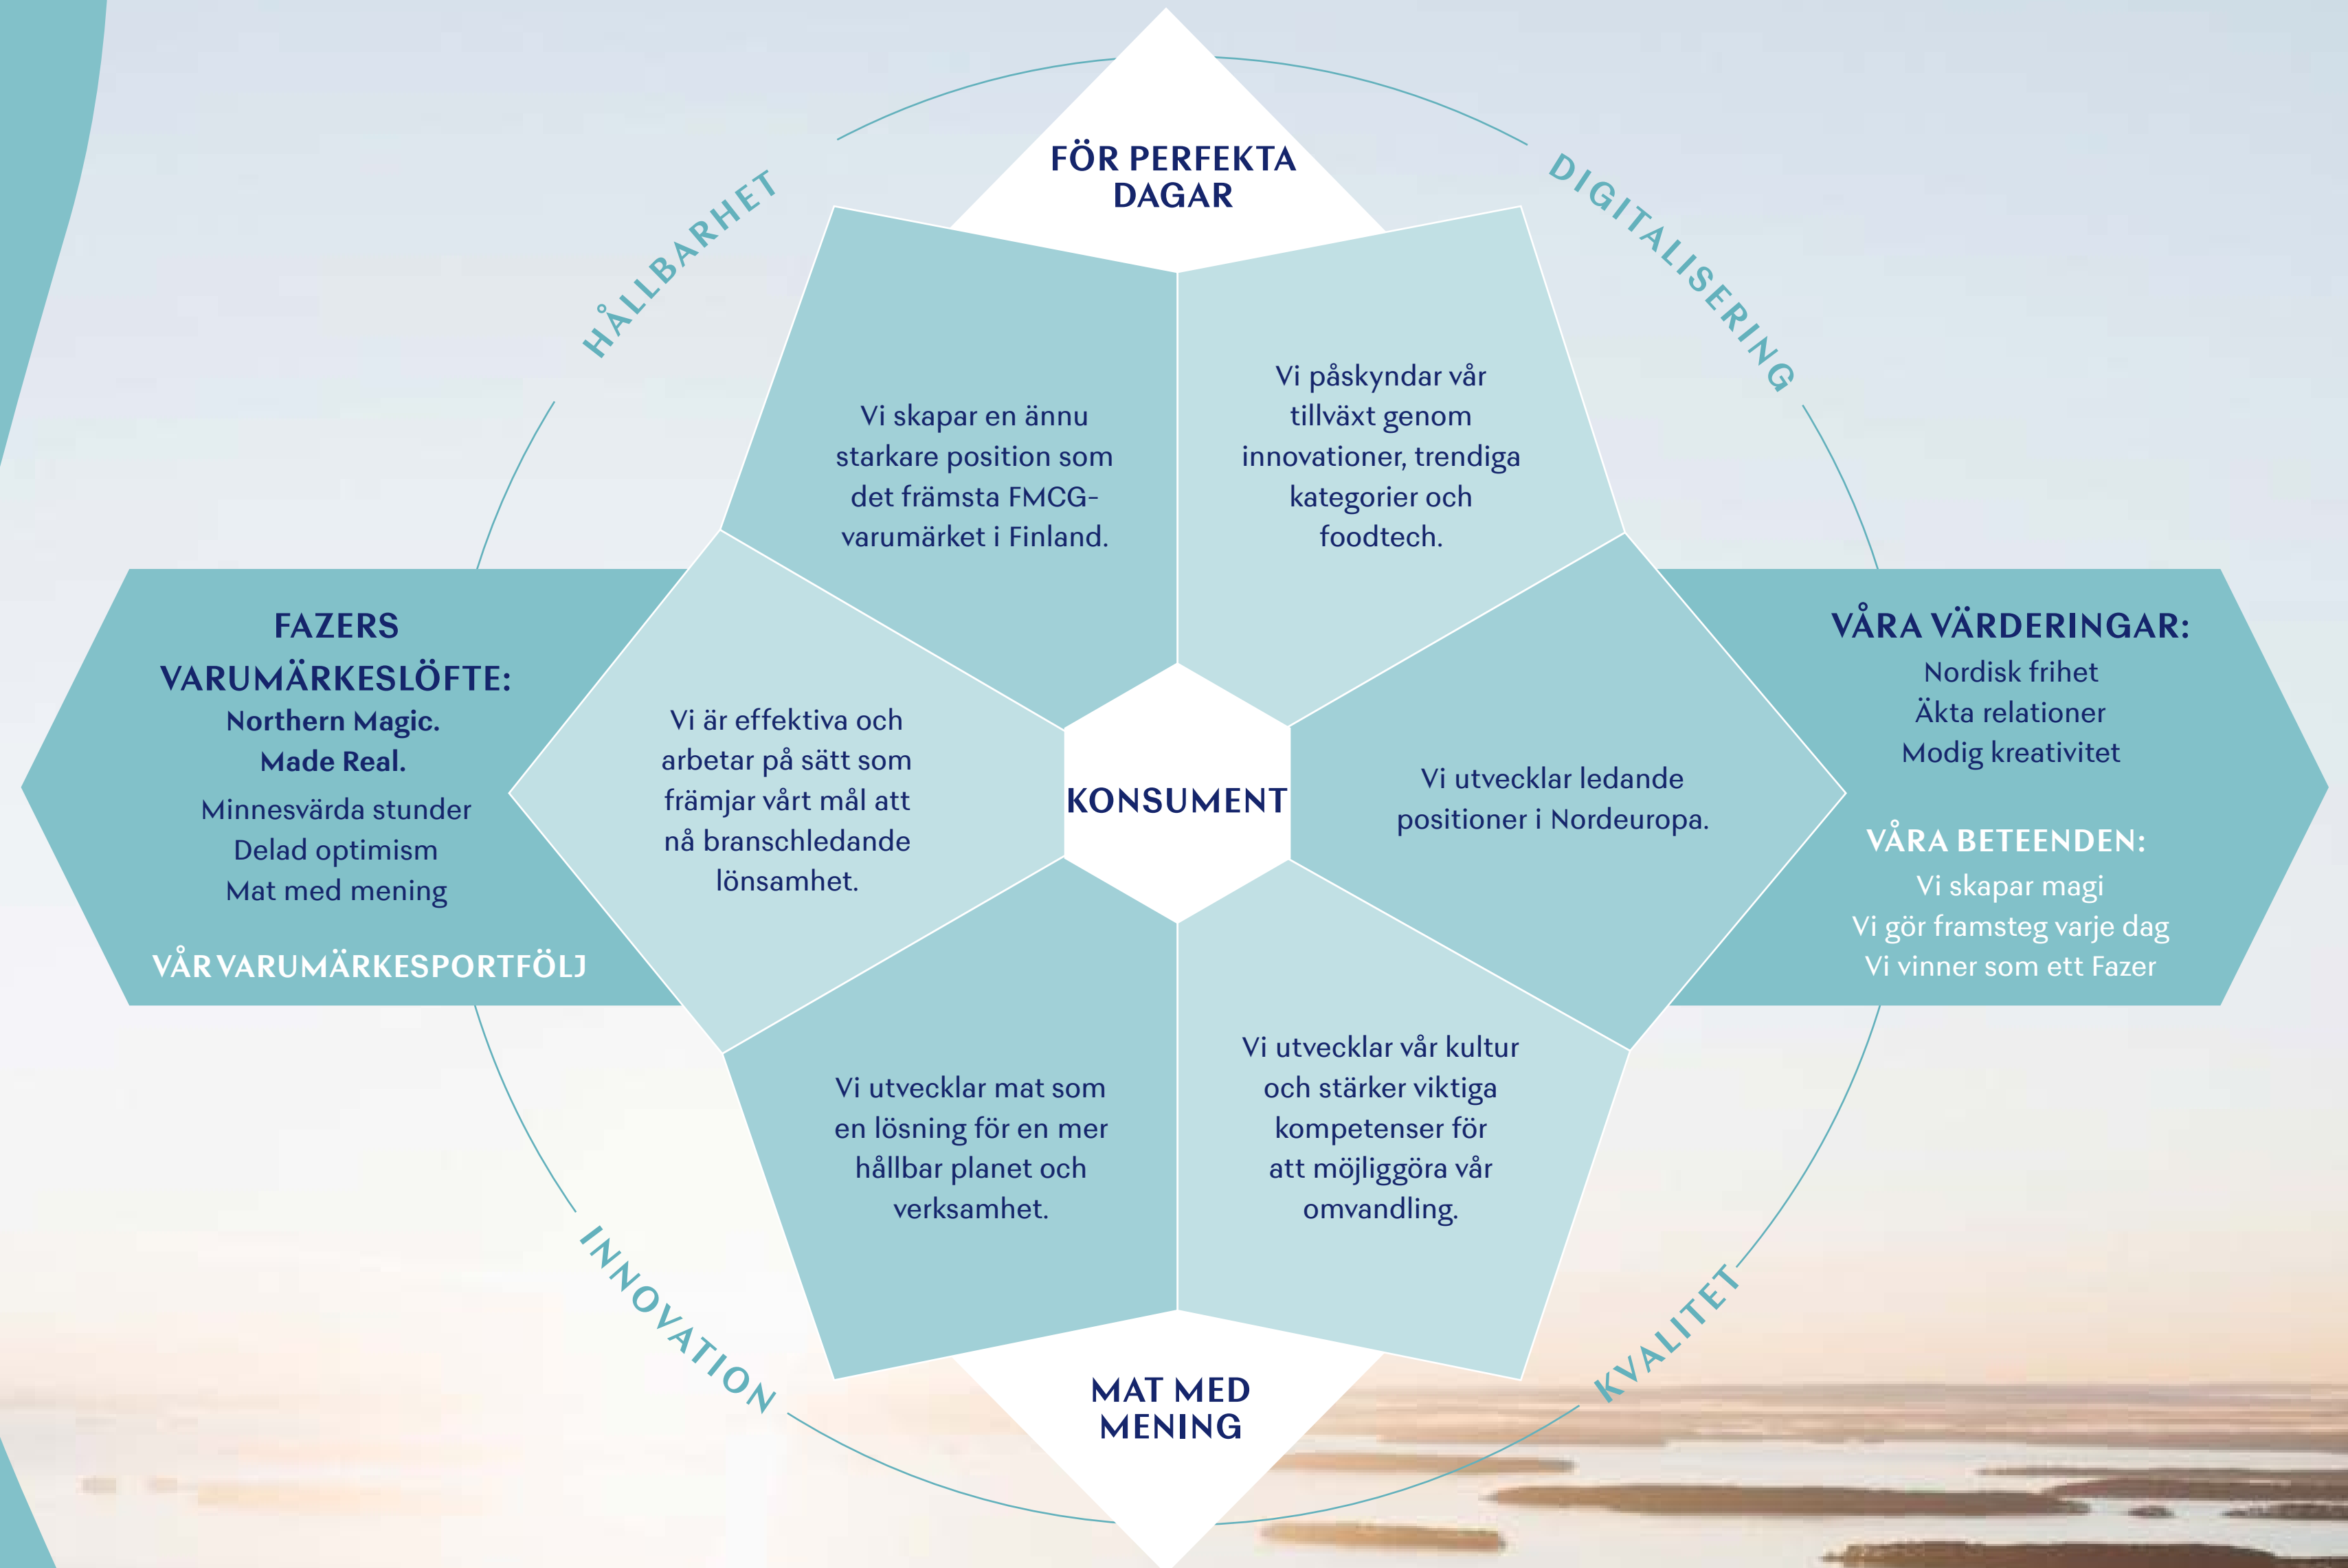 FÖR PERFEKTA
DAGAR
HÅLLBARHET
DIGITALISERING
Vi skapar en ännu
starkare position som
det främsta FMCG-
varumärket i Finland.
Vi påskyndar vår
tillväxt genom
innovationer, trendiga
kategorier och
foodtech.
FAZERS
VARUMÄRKESLÖFTE:
Northern Magic.
Made Real.
Minnesvärda stunder
Delad optimism
Mat med mening
VÅR VARUMÄRKESPORTFÖLJ
Vi är effektiva och
arbetar på sätt som
främjar vårt mål att
nå branschledande
lönsamhet.
KONSUMENT
Vi utvecklar ledande
positioner i Nordeuropa.
VÅRA VÄRDERINGAR:
Nordisk frihet
Äkta relationer
Modig kreativitet
VÅRA BETEENDEN:
Vi skapar magi
Vi gör framsteg varje dag
Vi vinner som ett Fazer
Vi utvecklar mat som
en lösning för en mer
hållbar planet och
verksamhet.
Vi utvecklar vår kultur
och stärker viktiga
kompetenser för
att möjliggöra vår
omvandling.
INNOVATION
KVALITET
MAT MED
MENING